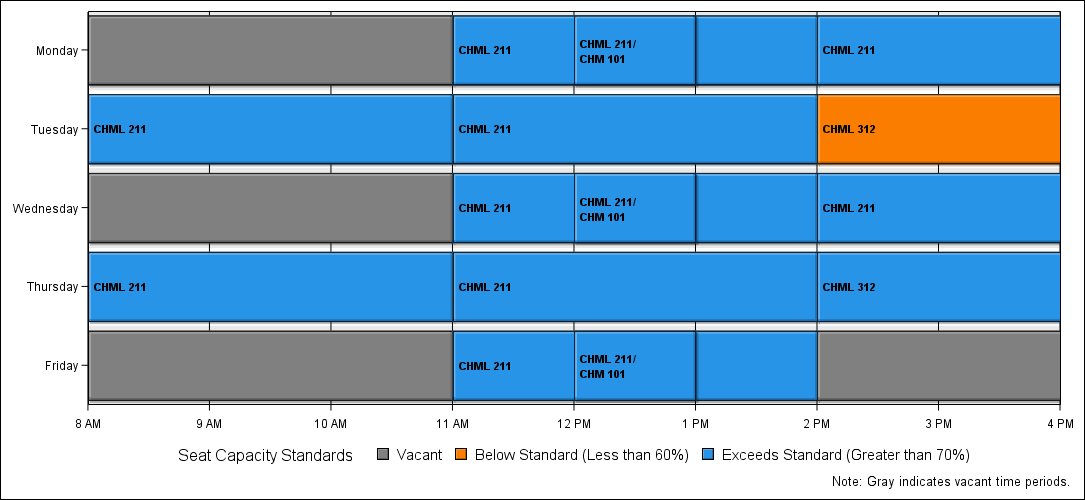 Monday
CHML 211
CHML 211/
CHM 101
CHML 211
Tuesday
CHML 211
CHML 211
CHML 312
Wednesday
CHML 211
CHML 211/
CHM 101
CHML 211
Thursday
CHML 211
CHML 211
CHML 312
Friday
CHML 211
CHML 211/
CHM 101
8 AM 9 AM 10 AM 11 AM 12 PM 1 PM 2 PM 3 PM 4 PM
Seat Capacity Standards Vacant Below Standard (Less than 60%) Exceeds Standard (Greater than 70%)
Note: Gray indicates vacant time periods.